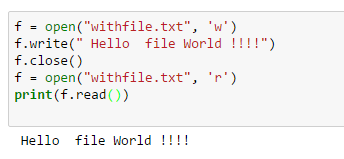 f = open("withfile.txt", 'w')
f.write(" Hello  file World !!!!")
f.close()
f = open("withfile.txt", 'r')
print(f.read())
 Hello  file World !!!!